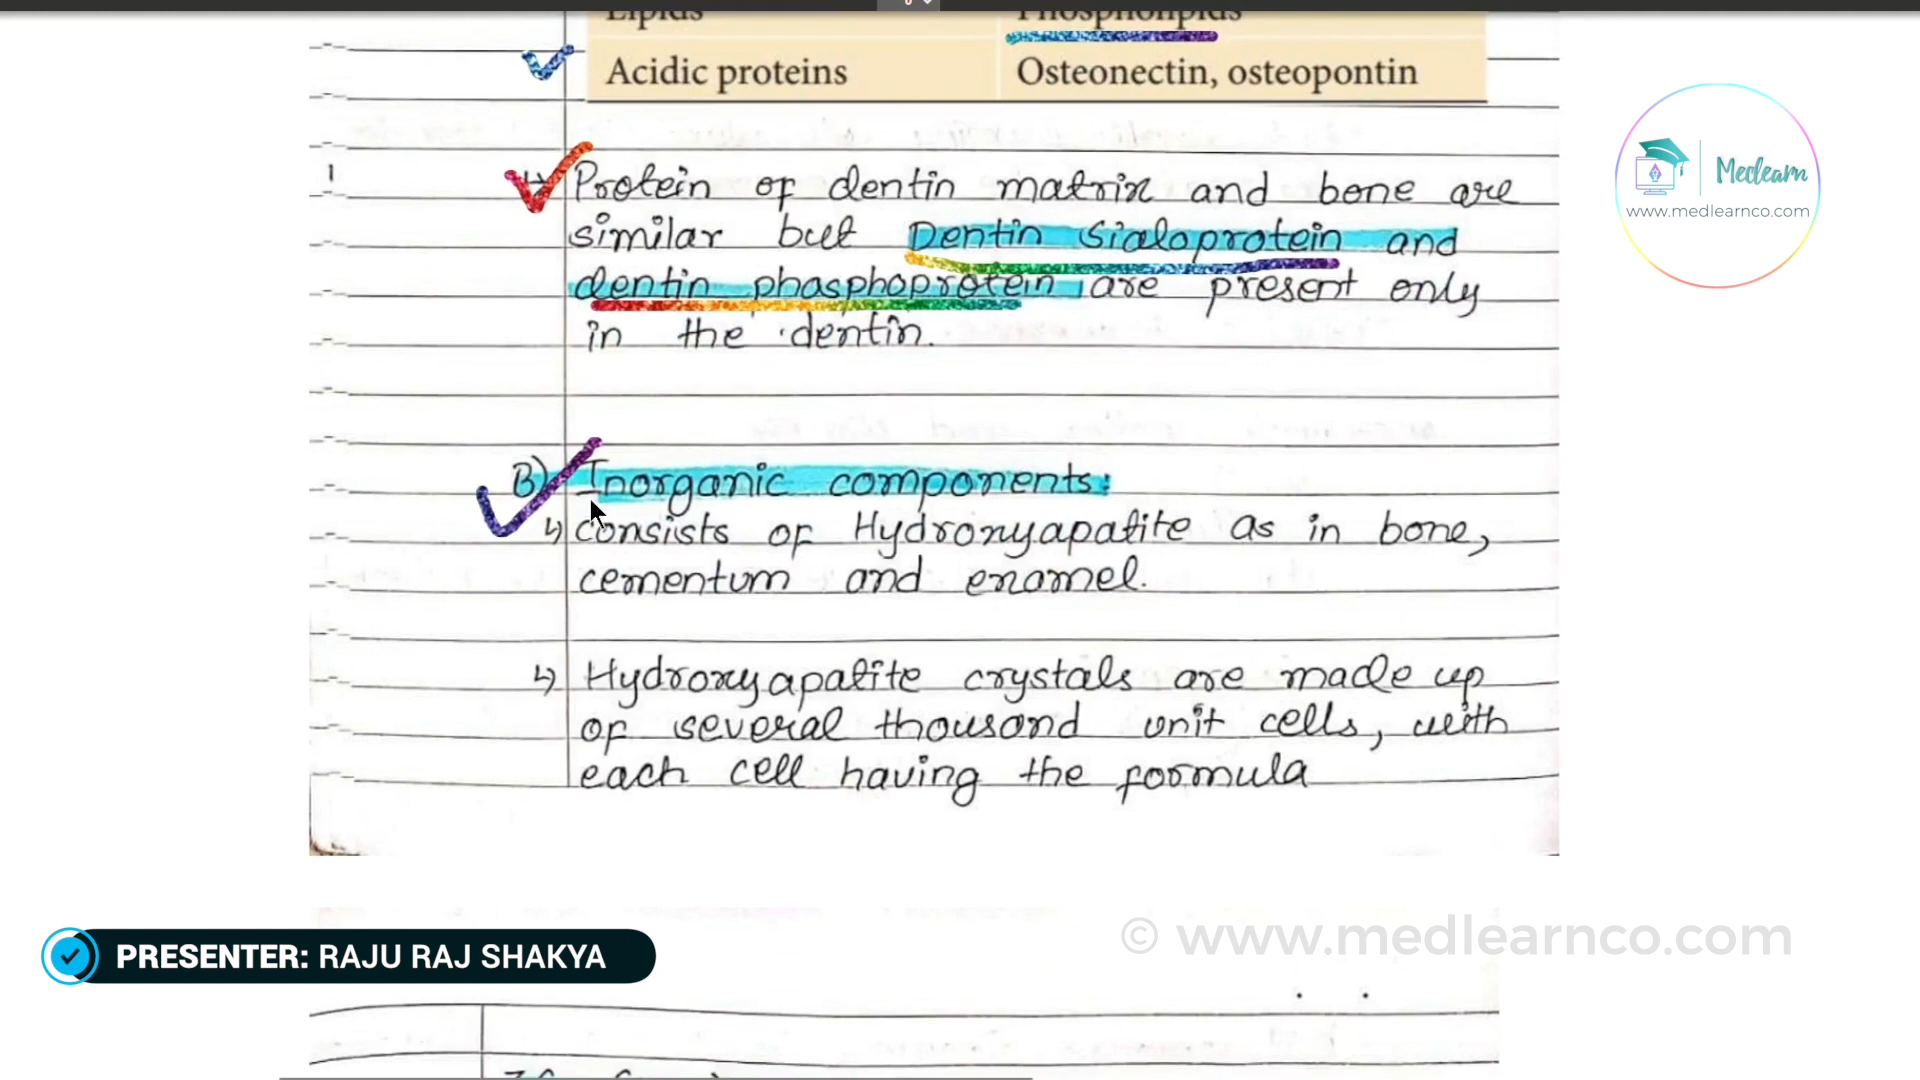 Lipids Phospholipids
Acidic proteins Osteonectin, osteopontin
Protein of dentin matrix and bone are
similar but Dentin Sialoprotein and
dentin phosphoprotein are present only
in the dentin.
B) Inorganic components:
↳ consists of Hydroxyapatite as in bone,
cementum and enamel.
↳ Hydroxyapatite crystals are made up
of several thousand unit cells, with
each cell having the formula
Medlearn
www.medlearnco.com
PRESENTER: RAJU RAJ SHAKYA
© www.medlearnco.com